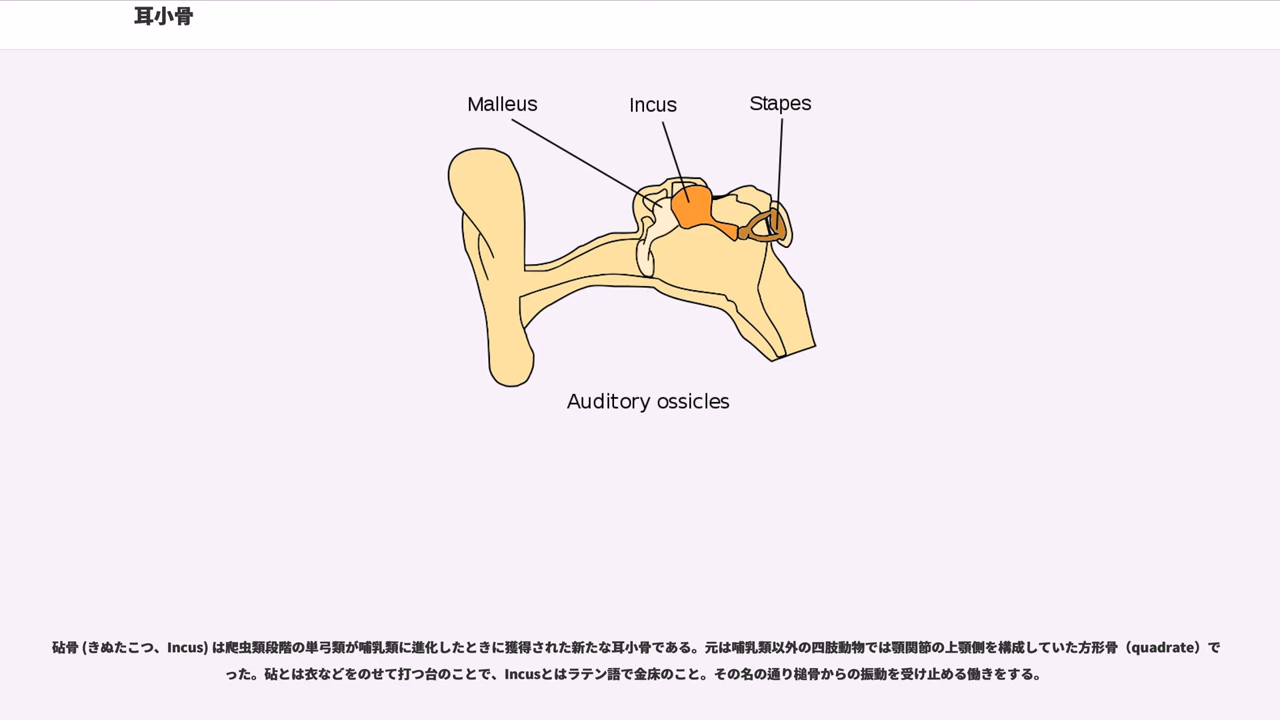 耳小骨
Malleus
Incus
Stapes
Auditory ossicles
砧骨 (きぬたこつ、Incus) は爬虫類段階の単弓類が哺乳類に進化したときに獲得された新たな耳小骨である。元は哺乳類以外の四肢動物では顎関節の上顎側を構成していた方形骨（quadrate）で
った。砧とは衣などをのせて打つ台のことで、Incusとはラテン語で金床のこと。その名の通り槌骨からの振動を受け止める働きをする。